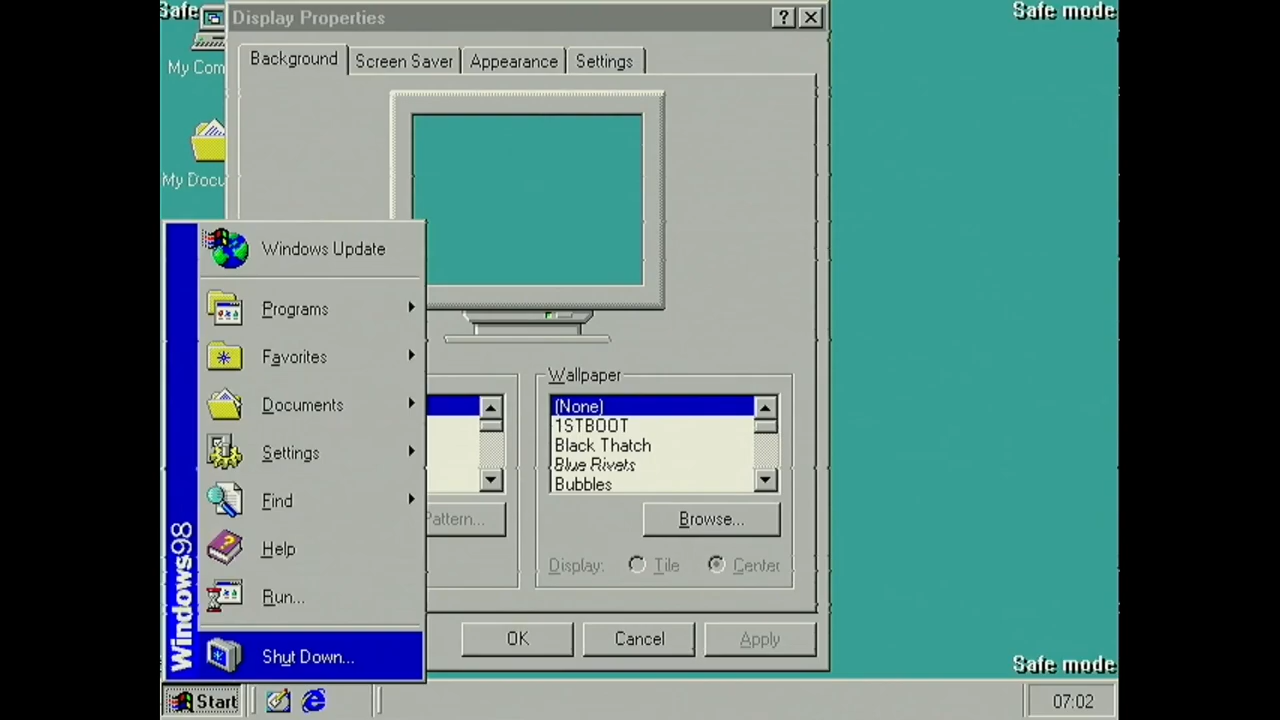 Safe
Display Properties
Safe mode
Background
Screen Saver
Appearance
Settings
My Com
My Docu
Windows Update
Programs
Favorites
Documents
Settings
Find
Help
Run...
Shut Down...
Windows98
Wallpaper
(None)
1STBOOT
Black Thatch
Blue Rivets
Bubbles
Pattern...
Browse...
Display:
Tile
Center
OK
Cancel
Apply
Safe mode
Start
07:02